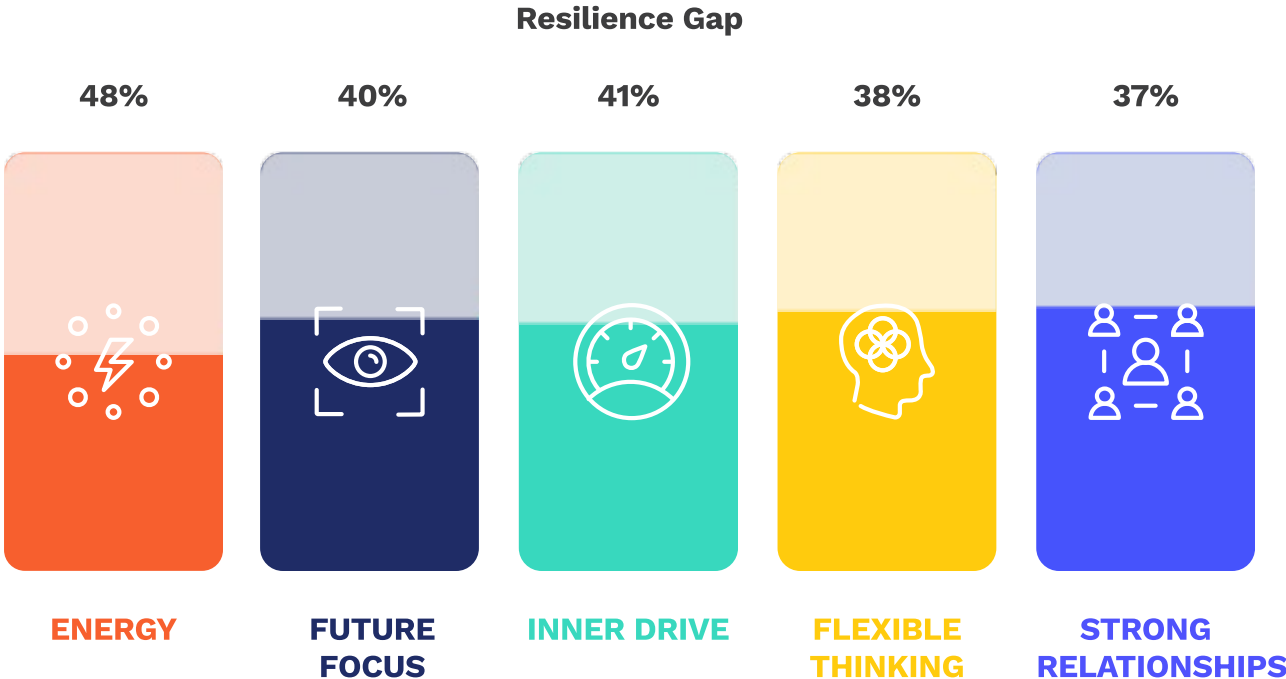 Resilience Gap
48%
40%
41%
38%
37%
ENERGY
FUTURE
FOCUS
INNER DRIVE
FLEXIBLE
THINKING
STRONG
RELATIONSHIPS